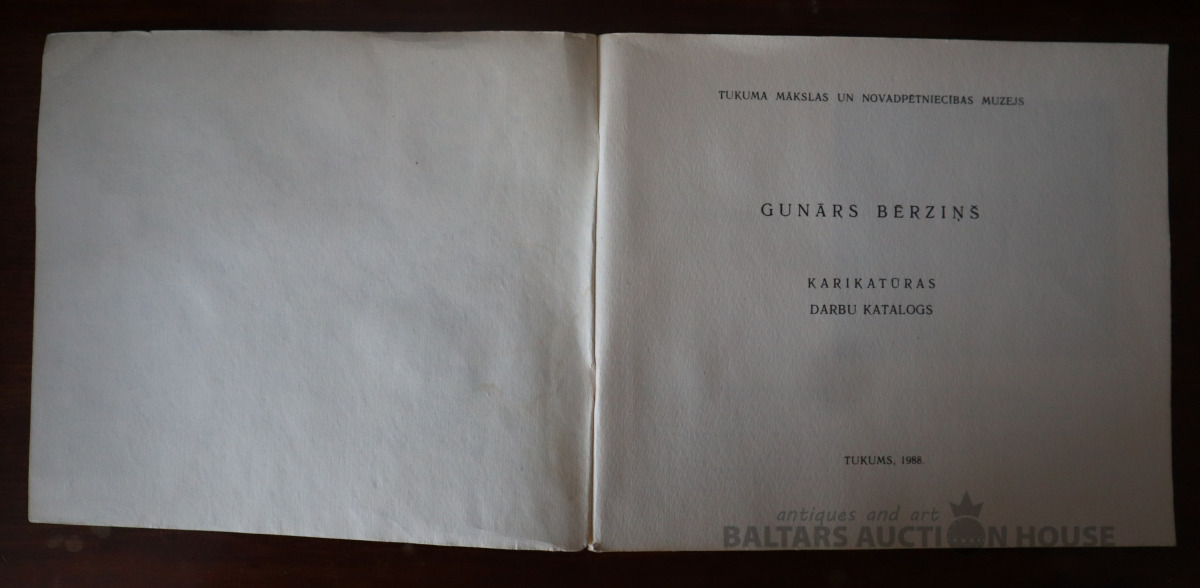 TUKUMA MĀKSLAS UN NOVADPĒTNIECĪBAS MUZEJS
GUNĀRS BĒRZIŅŠ
KARIKATŪRAS
DARBU KATALOGS
TUKUMS, 1988.
antiques and art
BALTARS AUCTION HOUSE